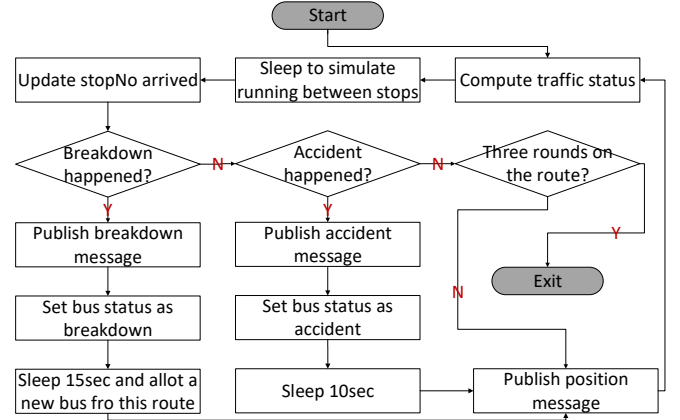 Start
Update stopNo arrived
Sleep to simulate
running between stops
Compute traffic status
Breakdown
happened?
N
Accident
happened?
N
Three rounds on
the route?
Y
Y
Y
Publish breakdown
message
Publish accident
message
Exit
N
Set bus status as
breakdown
Set bus status as
accident
Sleep 15sec and allot a
new bus fro this route
Sleep 10sec
Publish position
message